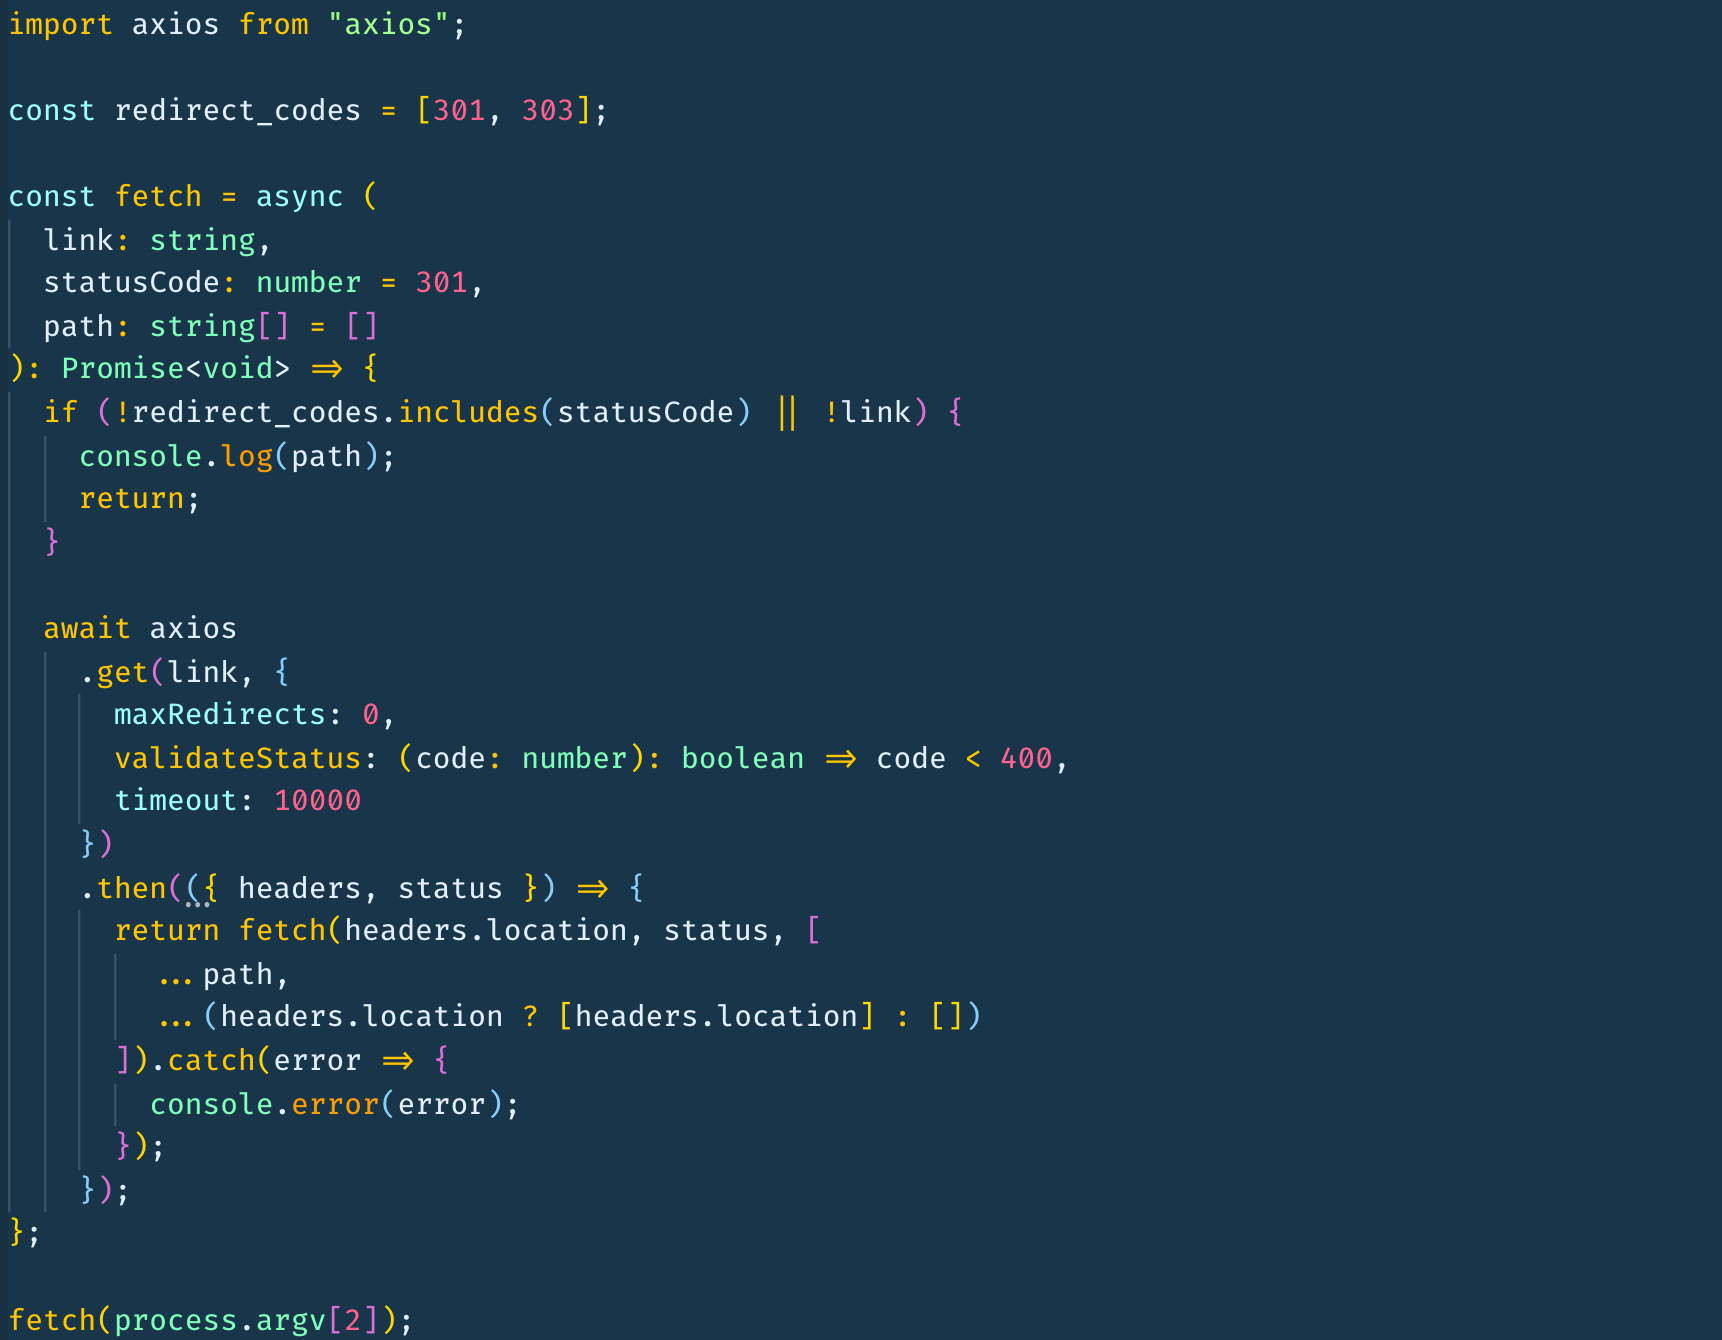 import axios from "axios";

const redirect_codes = [301, 303];

const fetch = async (
  link: string,
  statusCode: number = 301,
  path: string[] = []
): Promise<void> => {
  if (!redirect_codes.includes(statusCode) || !link) {
    console.log(path);
    return;
  }

  await axios
    .get(link, {
      maxRedirects: 0,
      validateStatus: (code: number): boolean => code < 400,
      timeout: 10000
    })
    .then(({ headers, status }) => {
      return fetch(headers.location, status, [
        ...path,
        ...(headers.location ? [headers.location] : [])
      ]).catch(error => {
        console.error(error);
      });
    });
};

fetch(process.argv[2]);